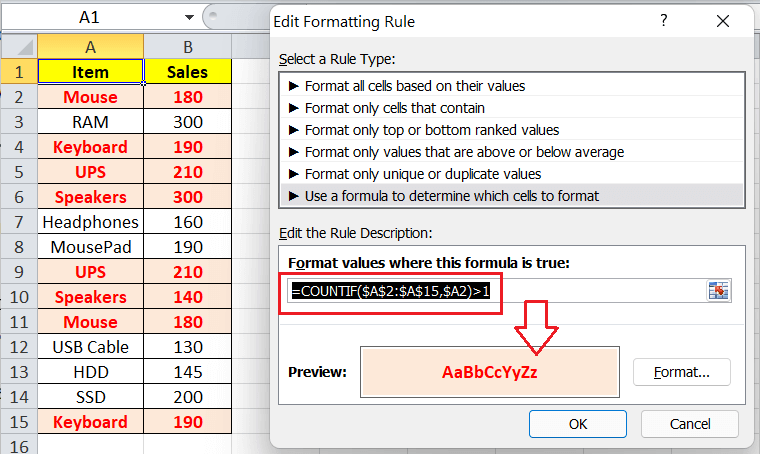 A1
A B
1 Item Sales
2 Mouse 180
3 RAM 300
4 Keyboard 190
5 UPS 210
6 Speakers 300
7 Headphones 160
8 MousePad 190
9 UPS 210
10 Speakers 140
11 Mouse 180
12 USB Cable 130
13 HDD 145
14 SSD 200
15 Keyboard 190
16
Edit Formatting Rule ? ×
Select a Rule Type:
► Format all cells based on their values
► Format only cells that contain
► Format only top or bottom ranked values
► Format only values that are above or below average
► Format only unique or duplicate values
► Use a formula to determine which cells to format
Edit the Rule Description:
Format values where this formula is true:
=COUNTIF($A$2:$A$15,$A2)>1
Preview: AaBbCcYyZz Format...
OK Cancel